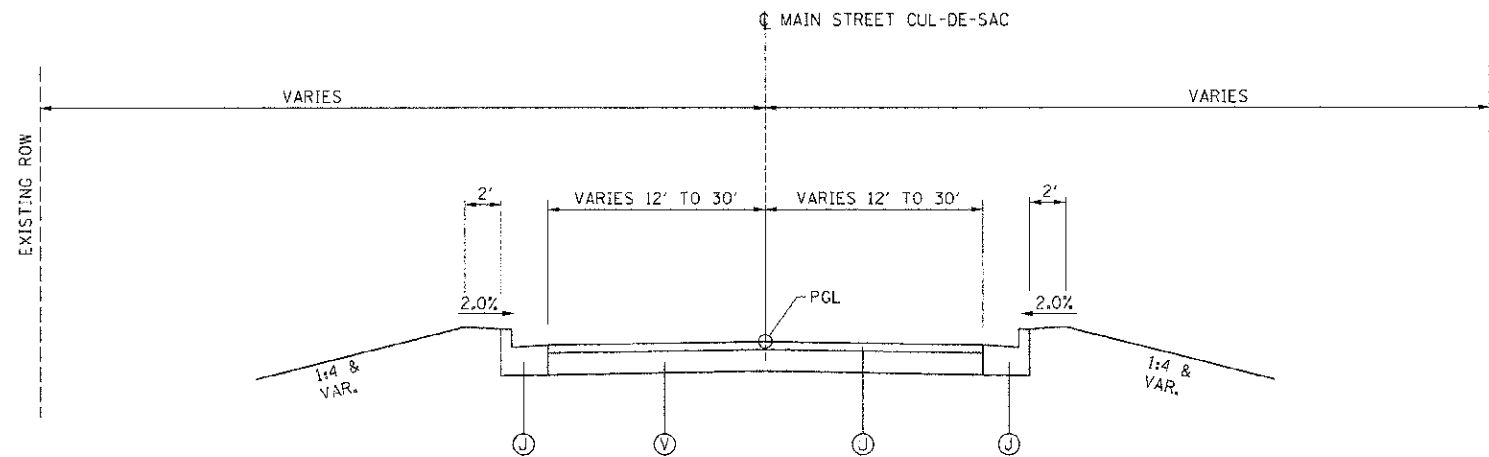 ℄ MAIN STREET CUL-DE-SAC
VARIES
VARIES
EXISTING ROW
2'
VARIES 12' TO 30'
VARIES 12' TO 30'
2'
PGL
2.0%
2.0%
1:4 &
VAR.
1:4 &
VAR.
J
V
J
J